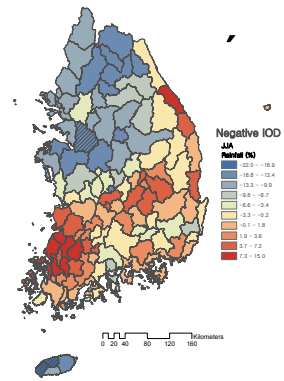 Negative IOD
JJA
Rainfall (%)
-22.0 - -18.9
-18.8 - -13.4
-13.3 - -9.9
-9.8 - -6.7
-6.6 - -3.4
-3.3 - -0.2
-0.1 - 1.8
1.9 - 3.6
3.7 - 7.2
7.3 - 15.0
Kilometers
0 20 40 80 120 160